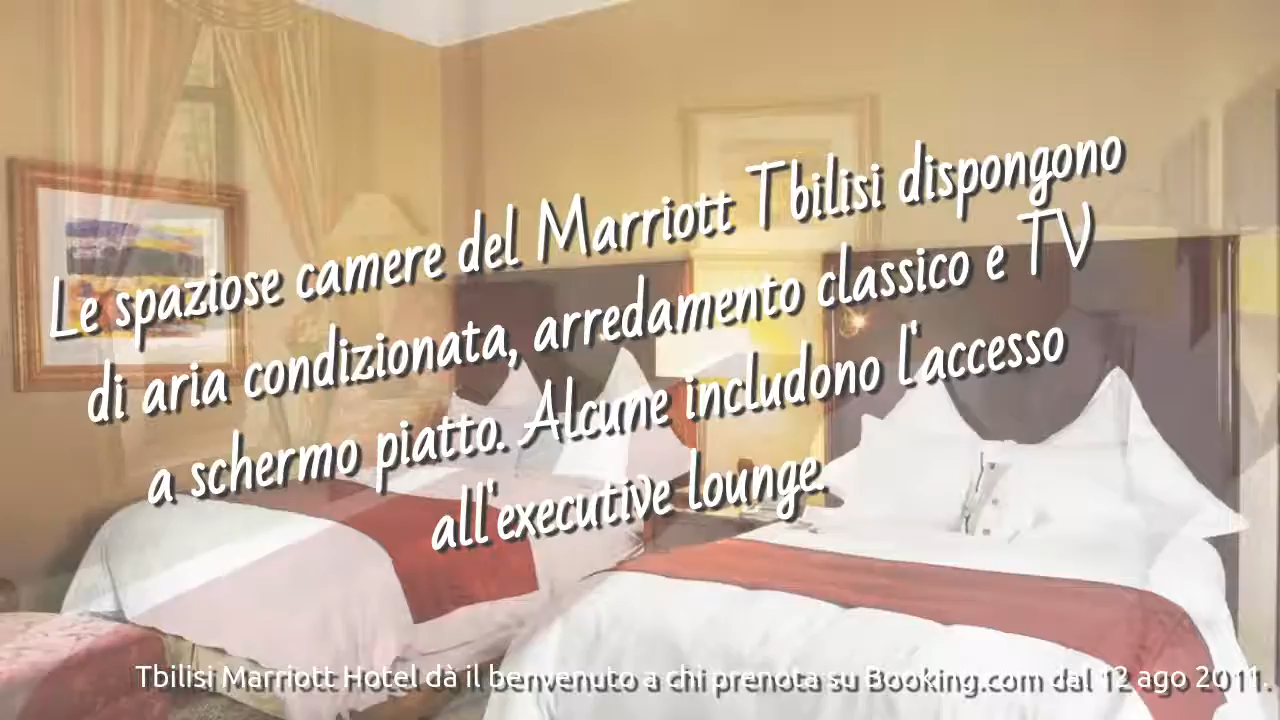 Le spaziose camere del Marriott Tbilisi dispongono
di aria condizionata, arredamento classico e TV
a schermo piatto. Alcune includono l'accesso
all'executive lounge.
Tbilisi Marriott Hotel dà il benvenuto a chi prenota su Booking.com dal 12 ago 2011.